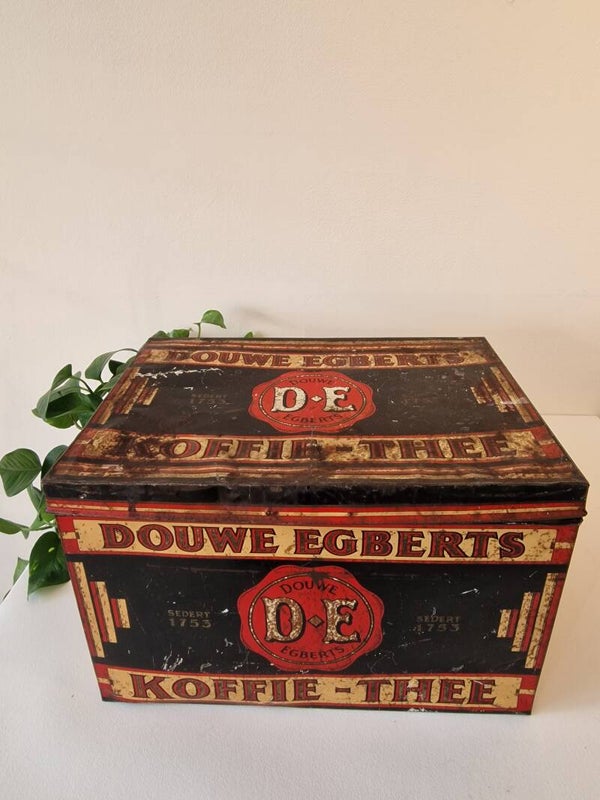 DOUWE EGBERTS
SEDERT
1753
DOUWE
D E
EGBERTS
KOFFIE - THEE
DOUWE EGBERTS
SEDERT
1753
DOUWE
D E
EGBERTS
SEDERT
1753
KOFFIE - THEE